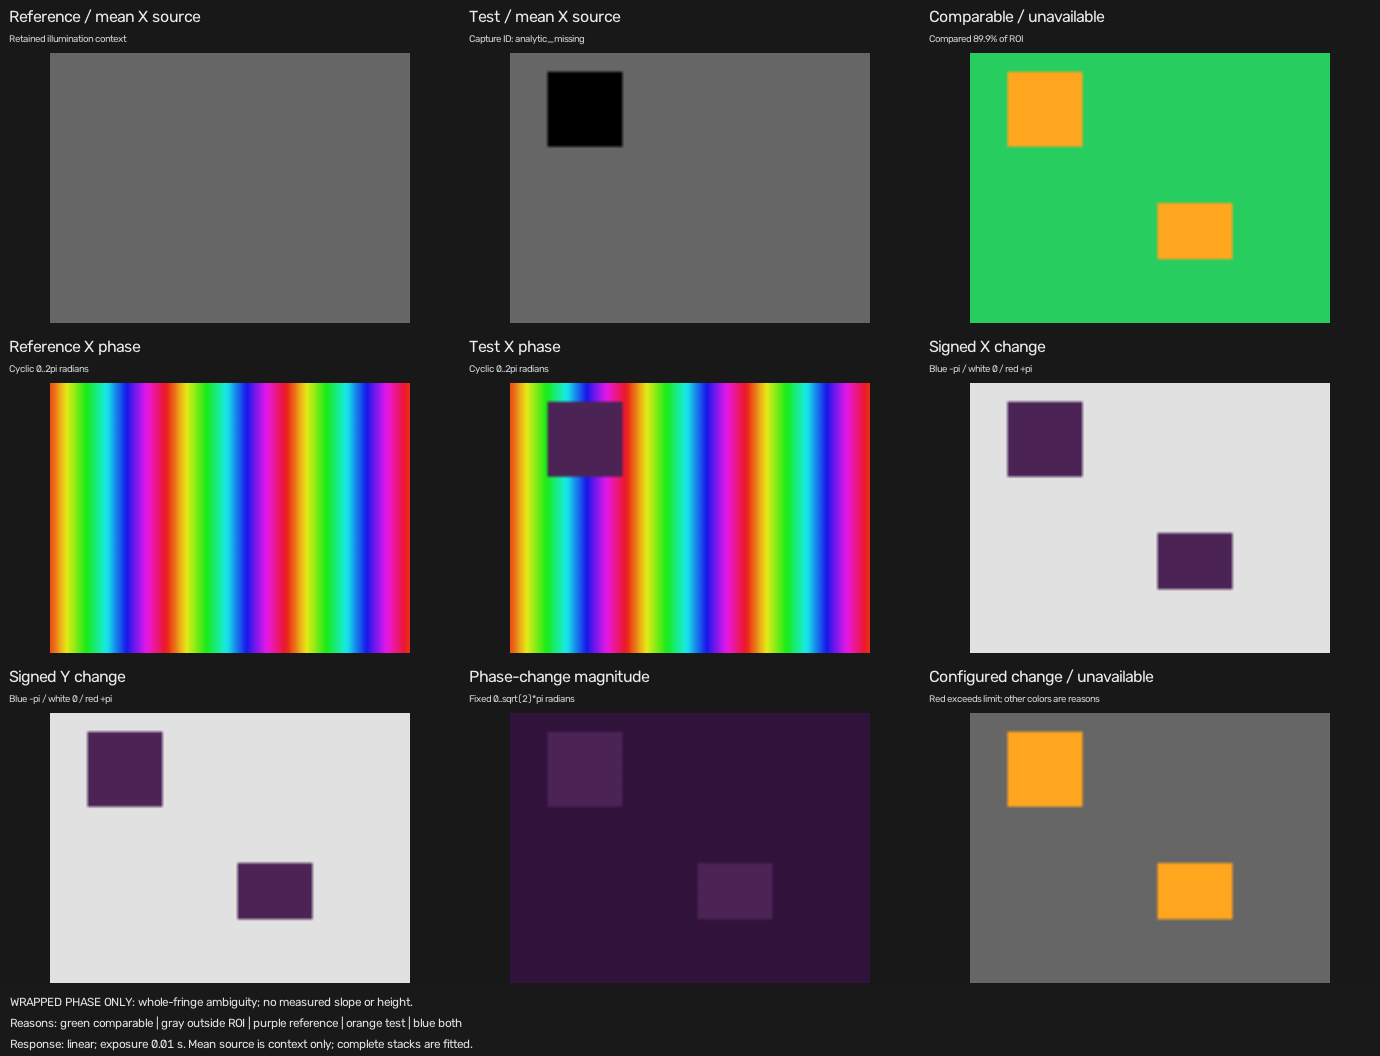 Reference / mean X source
Retained illumination context
Test / mean X source
Capture ID: analytic_missing
Comparable / unavailable
Compared 89.9% of ROI
Reference X phase
Cyclic 0..2pi radians
Test X phase
Cyclic 0..2pi radians
Signed X change
Blue -pi / white 0 / red +pi
Signed Y change
Blue -pi / white 0 / red +pi
Phase-change magnitude
Fixed 0..sqrt(2)*pi radians
Configured change / unavailable
Red exceeds limit; other colors are reasons
WRAPPED PHASE ONLY: whole-fringe ambiguity; no measured slope or height.
Reasons: green comparable | gray outside ROI | purple reference | orange test | blue both
Response: linear; exposure 0.01 s. Mean source is context only; complete stacks are fitted.